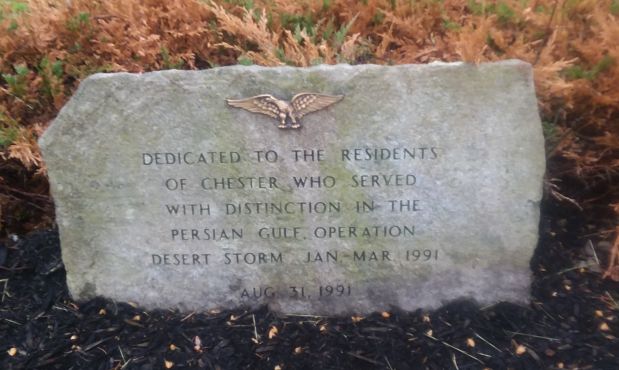 DEDICATED TO THE RESIDENTS
OF CHESTER WHO SERVED
WITH DISTINCTION IN THE
PERSIAN GULF, OPERATION
DESERT STORM JAN-MAR 1991
AUG. 31, 1991